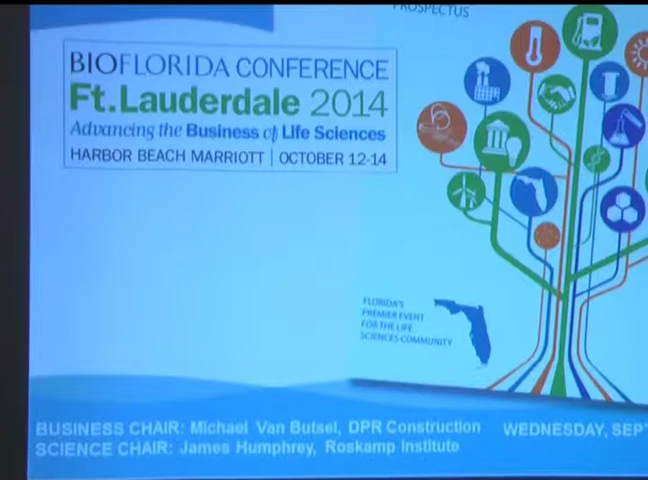 PROSPECTUS
BIOFLORIDA CONFERENCE
Ft.Lauderdale 2014
Advancing the Business of Life Sciences
HARBOR BEACH MARRIOTT | OCTOBER 12-14
FLORIDA'S
PREMIER EVENT
FOR THE LIFE
SCIENCES COMMUNITY
BUSINESS CHAIR: Michael Van Butsel, DPR Construction
SCIENCE CHAIR: James Humphrey, Roskamp Institute
WEDNESDAY, SEP